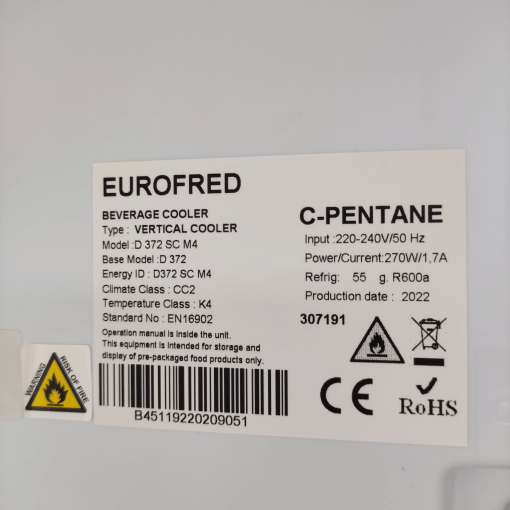 EUROFRED
BEVERAGE COOLER
Type : VERTICAL COOLER
Model : D 372 SC M4
Base Model : D 372
Energy ID : D372 SC M4
Climate Class : CC2
Temperature Class : K4
Standard No : EN16902
Operation manual is inside the unit.
This equipment is intended for storage and
display of pre-packaged food products only.
B45119220209051
C-PENTANE
Input :220-240V/50 Hz
Power/Current:270W/1,7A
Refrig: 55 g. R600a
Production date : 2022
307191
CE
RoHS
WARNING
RISK OF FIRE